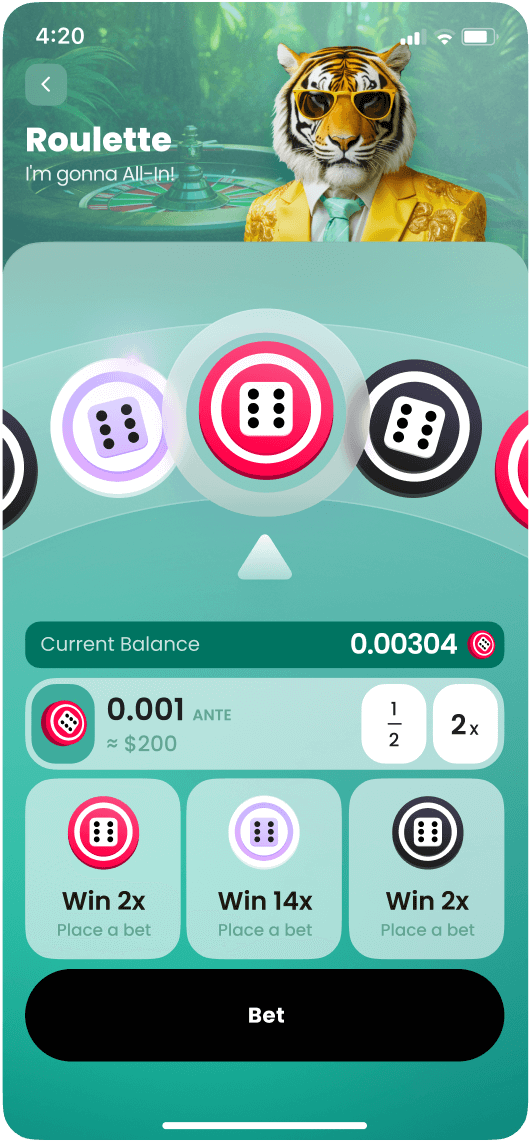 4:20
Roulette
I'm gonna All-In!
Current Balance
0.00304
0.001 ANTE
≈ $200
1
2
2x
Win 2x
Place a bet
Win 14x
Place a bet
Win 2x
Place a bet
Bet